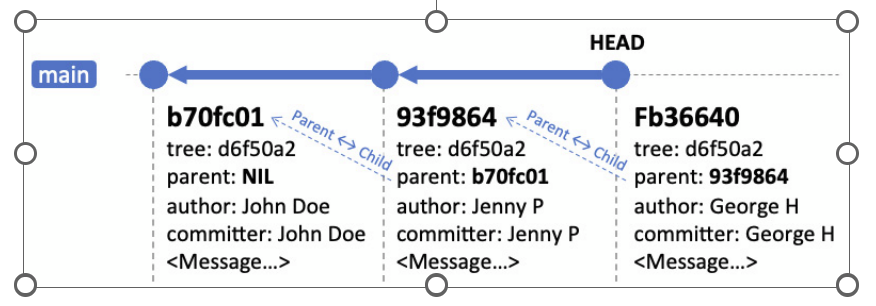 HEAD
main
b70fc01
tree: d6f50a2
parent: NIL
author: John Doe
committer: John Doe
<Message...>
Parent ↔ Child
93f9864
tree: d6f50a2
parent: b70fc01
author: Jenny P
committer: Jenny P
<Message...>
Parent ↔ Child
Fb36640
tree: d6f50a2
parent: 93f9864
author: George H
committer: George H
<Message...>